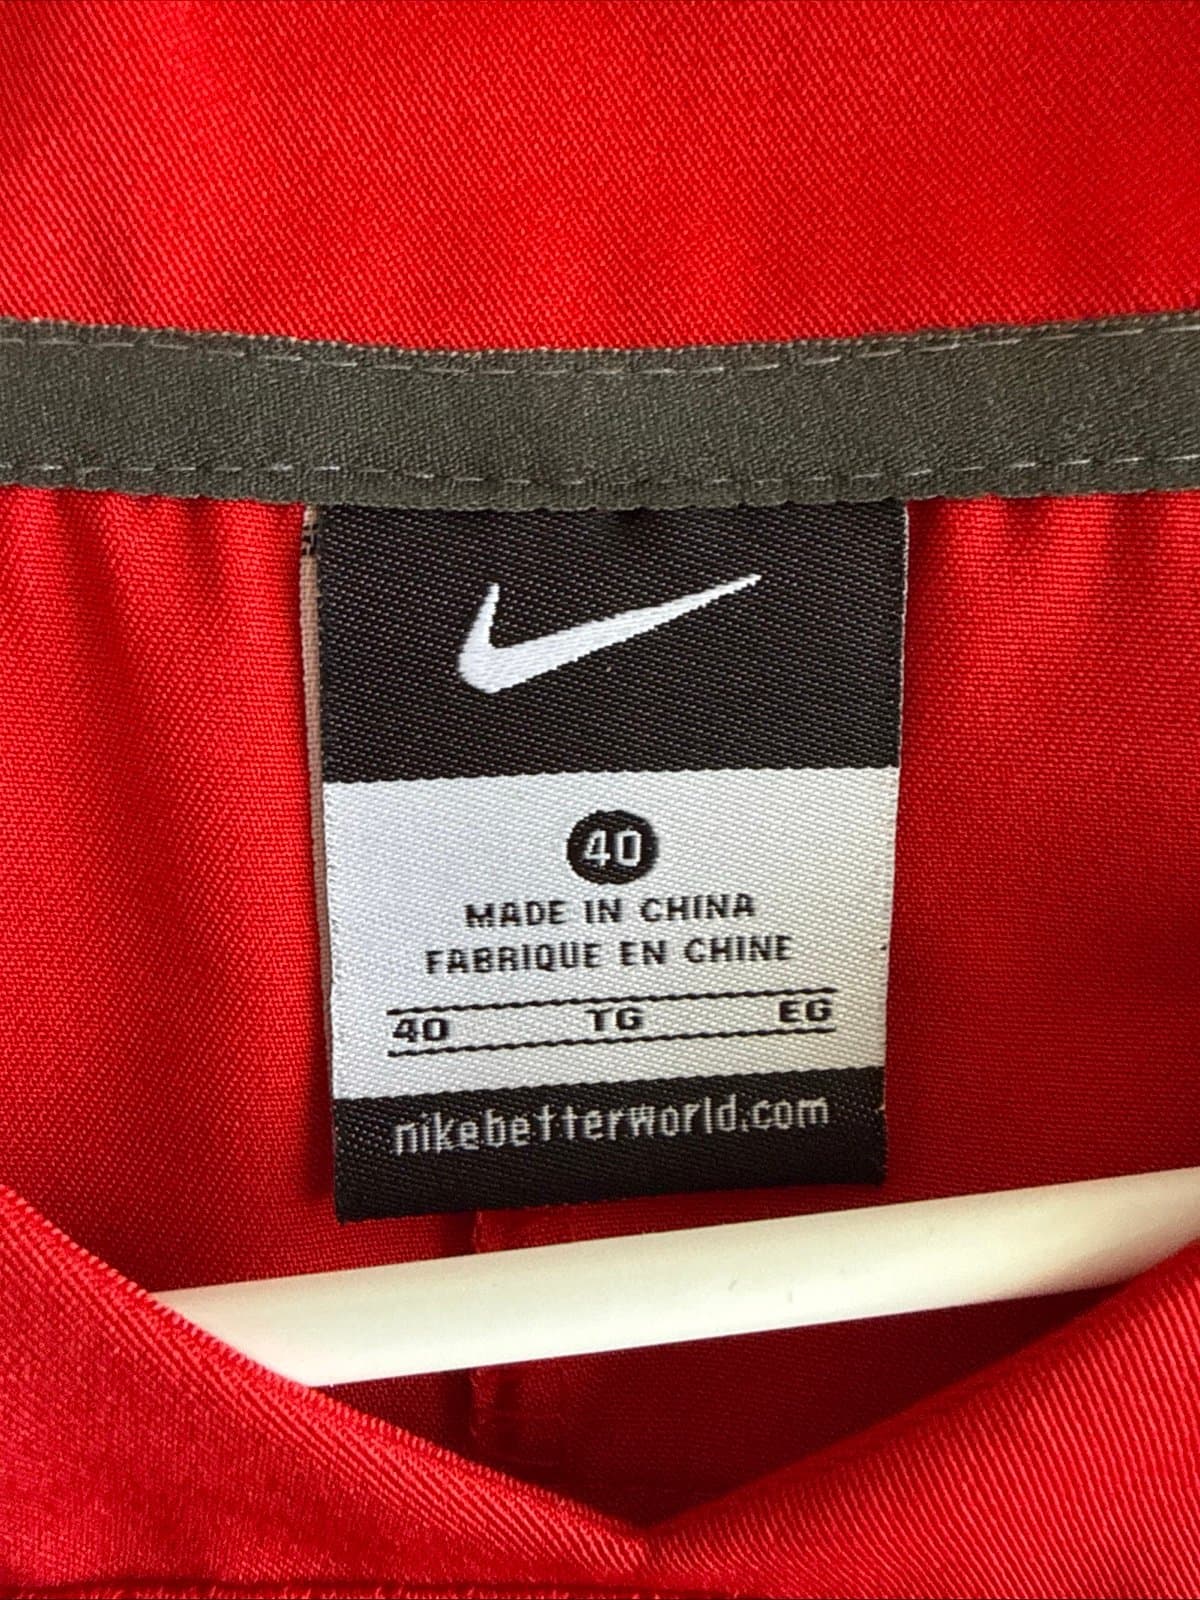 40
MADE IN CHINA
FABRIQUE EN CHINE
40 TG EG
nikebetterworld.com